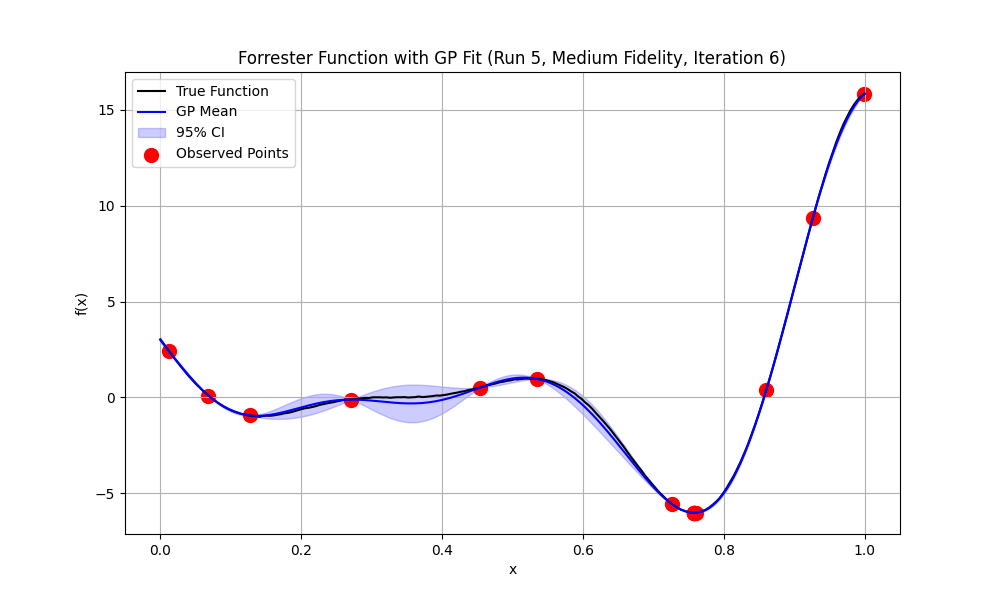 Forrester Function with GP Fit (Run 5, Medium Fidelity, Iteration 6)
True Function
GP Mean
95% CI
Observed Points
f(x)
15
10
5
0
−5
0.0 0.2 0.4 0.6 0.8 1.0
x